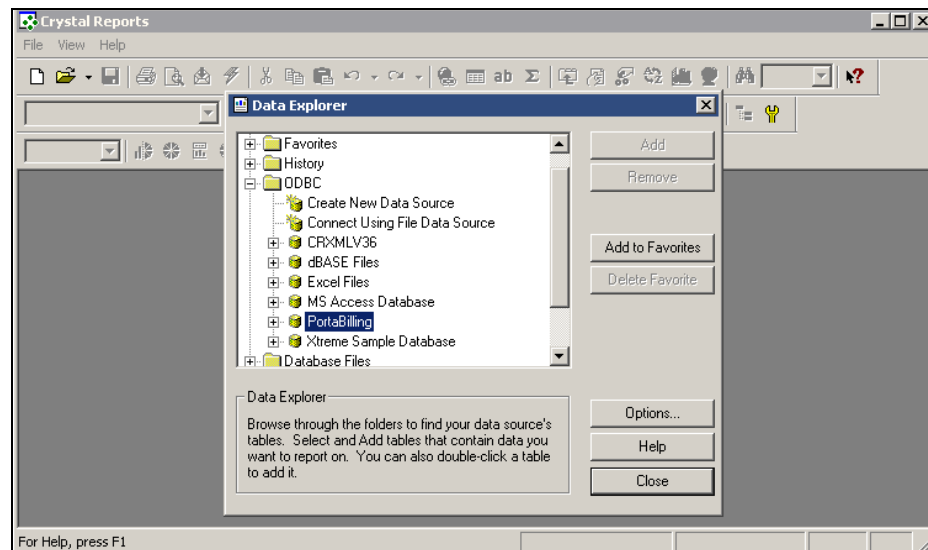 Crystal Reports
File View Help
ab Σ
Data Explorer
Favorites
History
ODBC
Create New Data Source
Connect Using File Data Source
CRXMLV36
dBASE Files
Excel Files
MS Access Database
PortaBilling
Xtreme Sample Database
Database Files
Add
Remove
Add to Favorites
Delete Favorite
Data Explorer
Browse through the folders to find your data source's
tables. Select and Add tables that contain data you
want to report on. You can also double-click a table
to add it.
Options...
Help
Close
For Help, press F1